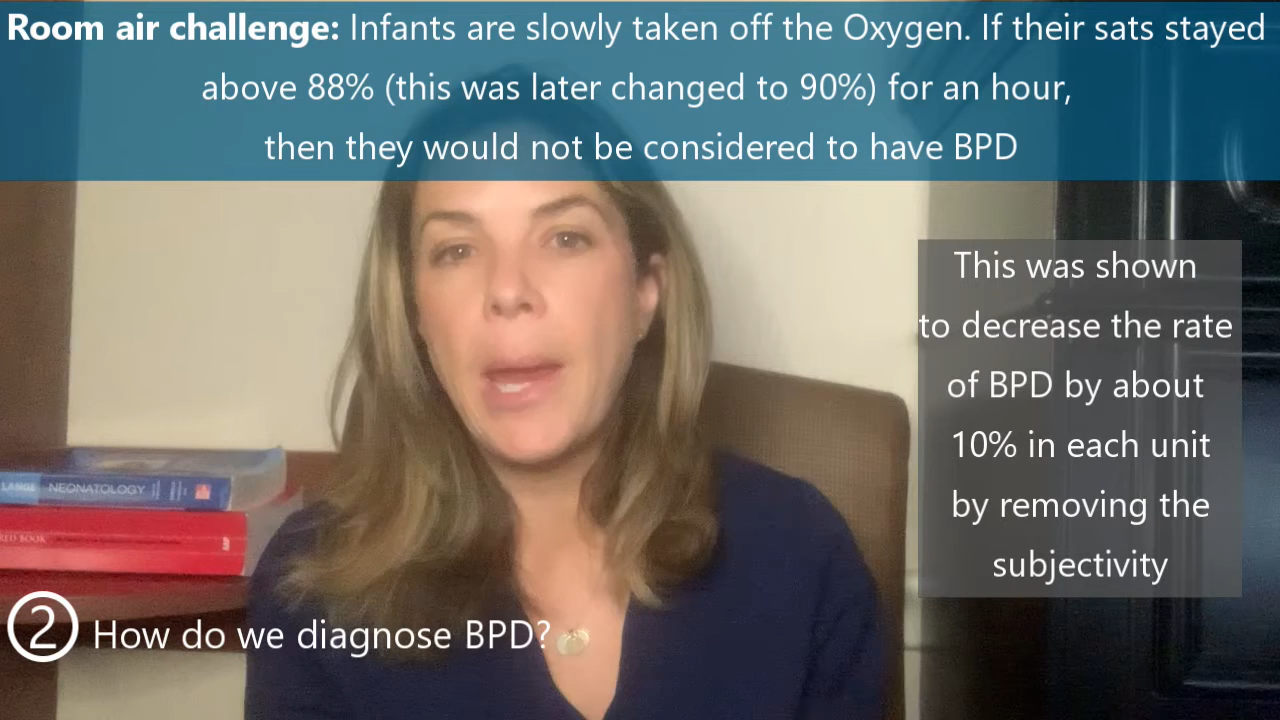 Room air challenge: Infants are slowly taken off the Oxygen. If their sats stayed
above 88% (this was later changed to 90%) for an hour,
then they would not be considered to have BPD
This was shown
to decrease the rate
of BPD by about
10% in each unit
by removing the
subjectivity
LANGE NEONATOLOGY
RED BOOK
2 How do we diagnose BPD?